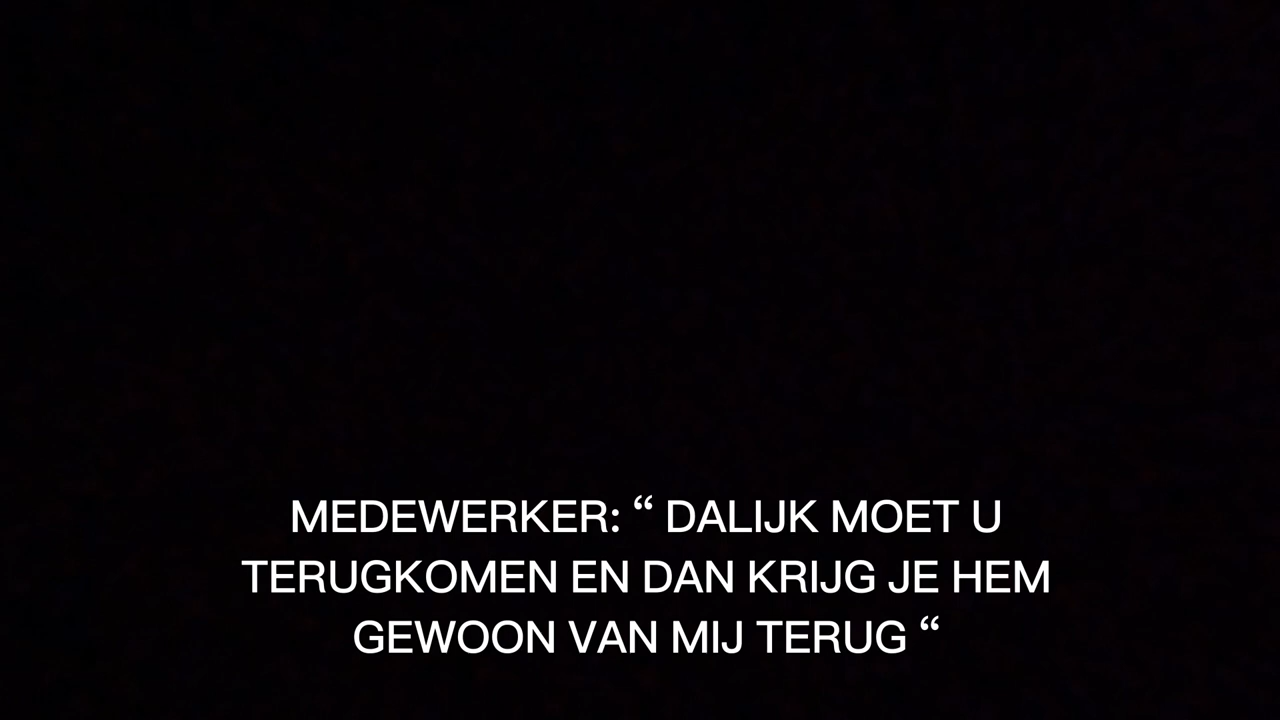 MEDEWERKER: “ DALIJK MOET U
TERUGKOMEN EN DAN KRIJG JE HEM
GEWOON VAN MIJ TERUG “